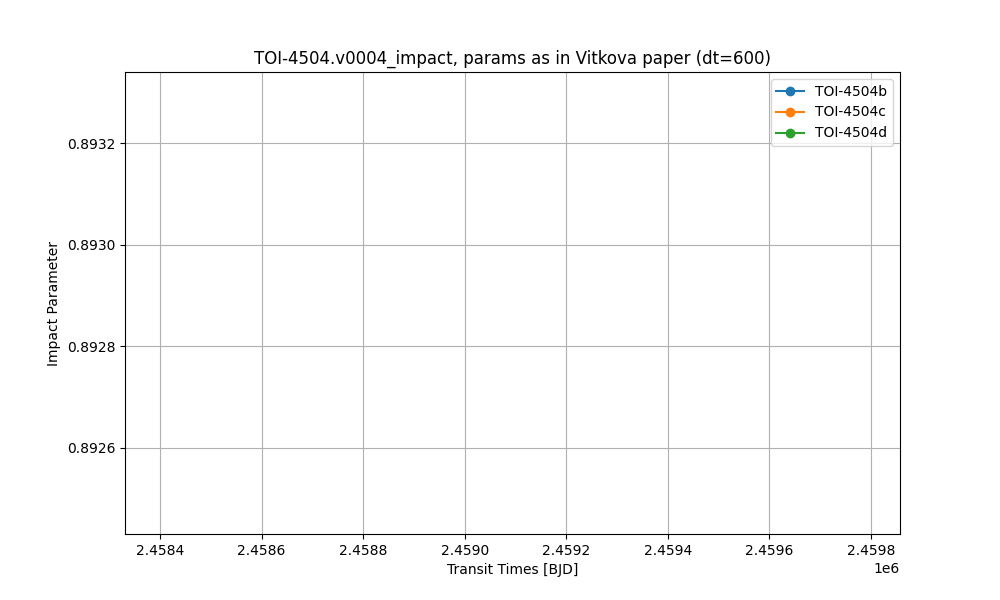 TOI-4504.v0004_impact, params as in Vitkova paper (dt=600)
TOI-4504b
TOI-4504c
TOI-4504d
Impact Parameter
0.8932
0.8930
0.8928
0.8926
2.4584 2.4586 2.4588 2.4590 2.4592 2.4594 2.4596 2.4598
1e6
Transit Times [BJD]